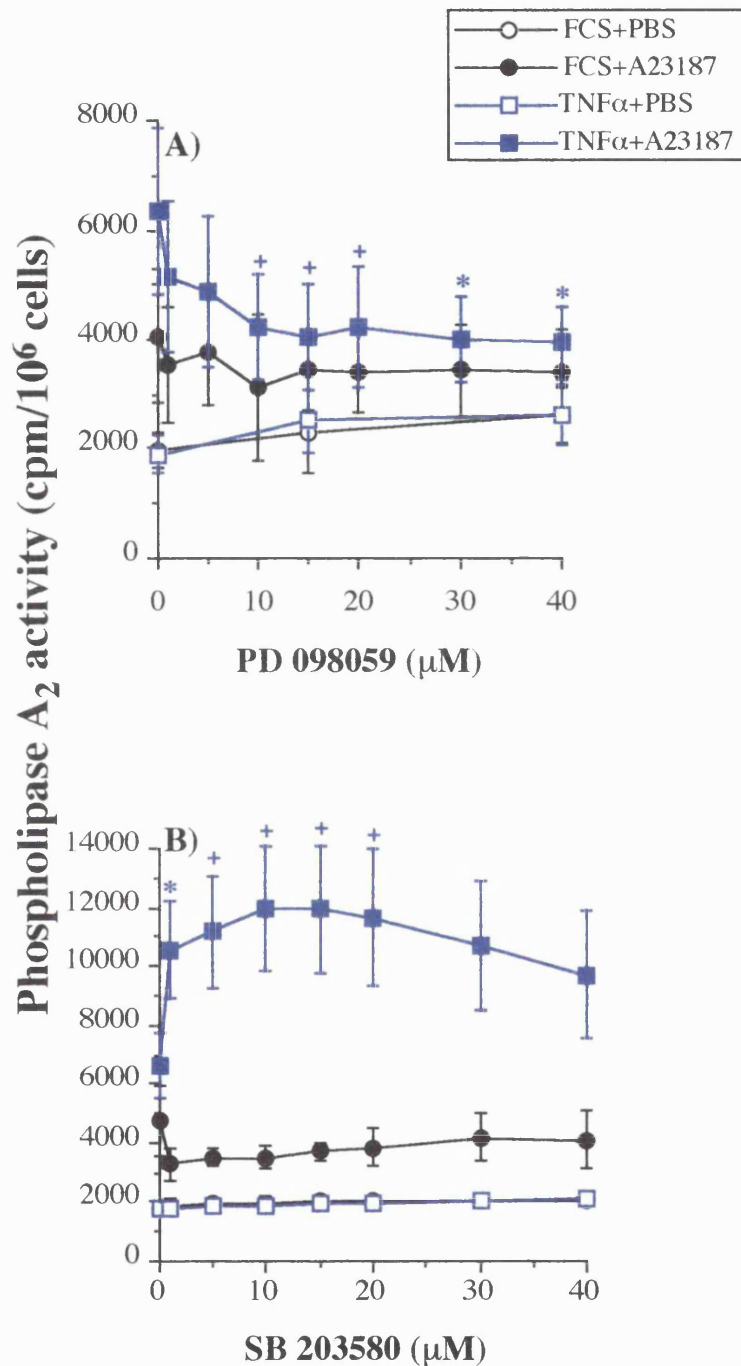 FCS+PBS
FCS+A23187
TNFα+PBS
TNFα+A23187
Phospholipase A2 activity (cpm/10⁶ cells)
A)
8000
6000
4000
2000
0
+ + + * *
0 10 20 30 40
PD 098059 (μM)
B)
14000
12000
10000
8000
6000
4000
2000
0
* + + + +
0 10 20 30 40
SB 203580 (μM)